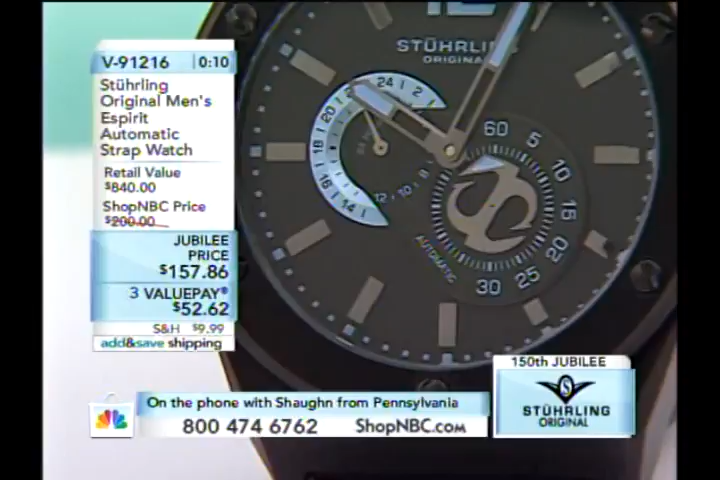 V-91216 0:10
Stührling
Original Men's
Espirit
Automatic
Strap Watch
Retail Value
$840.00
ShopNBC Price
$200.00
JUBILEE
PRICE
$157.86
3 VALUEPAY®
$52.62
S&H $9.99
add&save shipping
STÜHRLING
ORIGINAL
24 2
20
18
16
14
12 10 8
60
5
10
15
20
25
30
AUTOMATIC
150th JUBILEE
S
STÜHRLING
ORIGINAL
On the phone with Shaughn from Pennsylvania
800 474 6762 ShopNBC.com